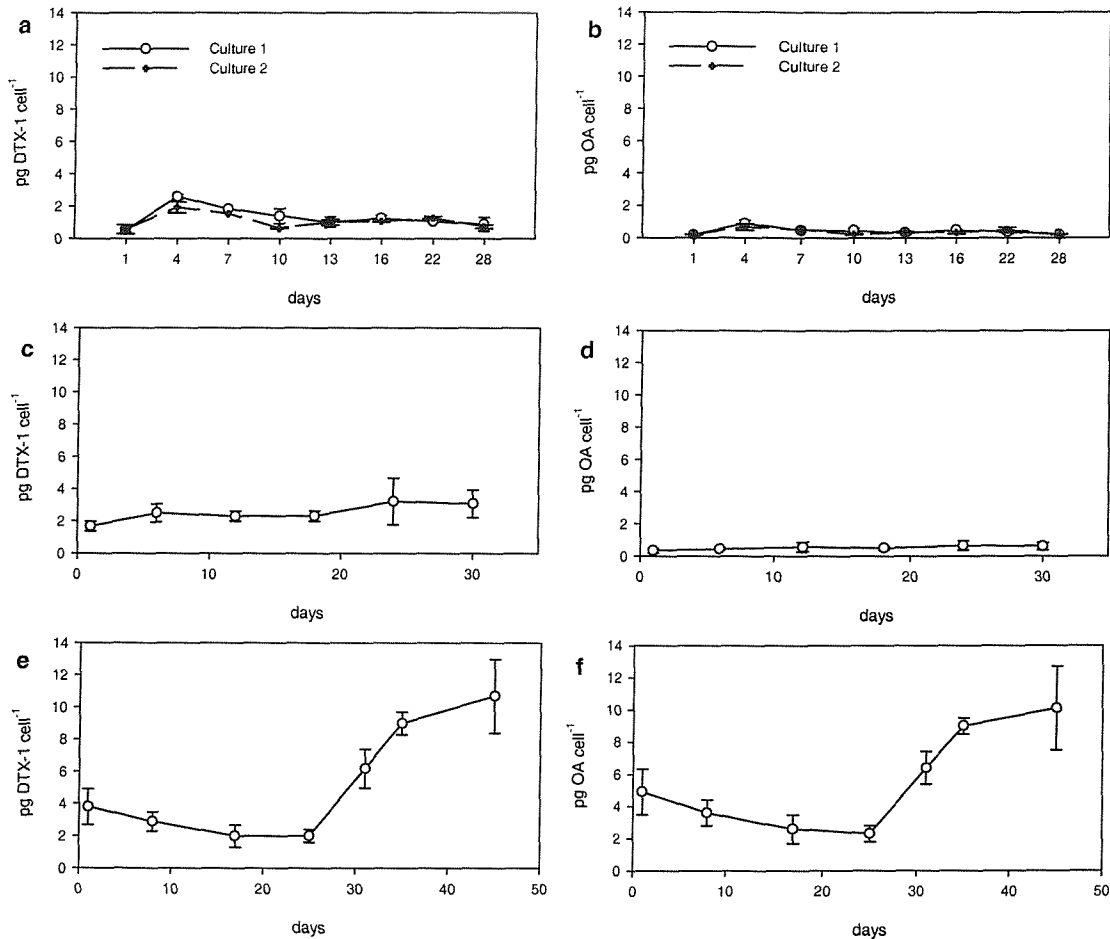 a
14
12
10
8
6
4
2
0
pg DTX-1 cell⁻¹
Culture 1
Culture 2
1 4 7 10 13 16 22 28
days
b
14
12
10
8
6
4
2
0
pg OA cell⁻¹
Culture 1
Culture 2
1 4 7 10 13 16 22 28
days
c
14
12
10
8
6
4
2
0
pg DTX-1 cell⁻¹
0 10 20 30
days
d
14
12
10
8
6
4
2
0
pg OA cell⁻¹
0 10 20 30
days
e
14
12
10
8
6
4
2
0
pg DTX-1 cell⁻¹
0 10 20 30 40 50
days
f
14
12
10
8
6
4
2
0
pg OA cell⁻¹
0 10 20 30 40 50
days